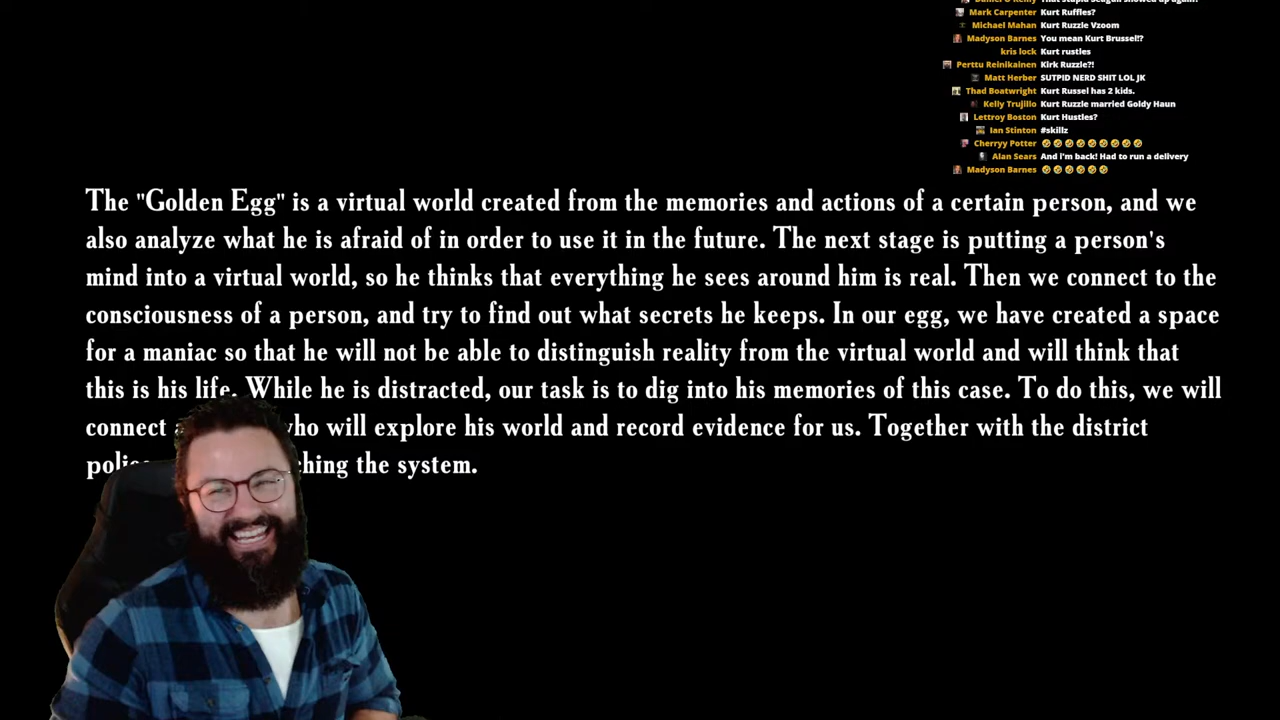 Mark Carpenter Kurt Ruffles?
Michael Mahan Kurt Ruzzle Vzoom
Madyson Barnes You mean Kurt Brussel!?
kris lock Kurt rustles
Perttu Reinikainen Kirk Ruzzle?!
Matt Herber SUTPID NERD SHIT LOL JK
Thad Boatwright Kurt Russel has 2 kids.
Kelly Trujillo Kurt Ruzzle married Goldy Haun
Lettroy Boston Kurt Hustles?
Ian Stinton #skillz
Cherryy Potter 🤣🤣🤣🤣🤣🤣🤣🤣🤣
Alan Sears And I'm back! Had to run a delivery
Madyson Barnes 🤣🤣🤣🤣🤣🤣
The "Golden Egg" is a virtual world created from the memories and actions of a certain person, and we
also analyze what he is afraid of in order to use it in the future. The next stage is putting a person's
mind into a virtual world, so he thinks that everything he sees around him is real. Then we connect to the
consciousness of a person, and try to find out what secrets he keeps. In our egg, we have created a space
for a maniac so that he will not be able to distinguish reality from the virtual world and will think that
this is his life. While he is distracted, our task is to dig into his memories of this case. To do this, we will
connect who will explore his world and record evidence for us. Together with the district
the system.